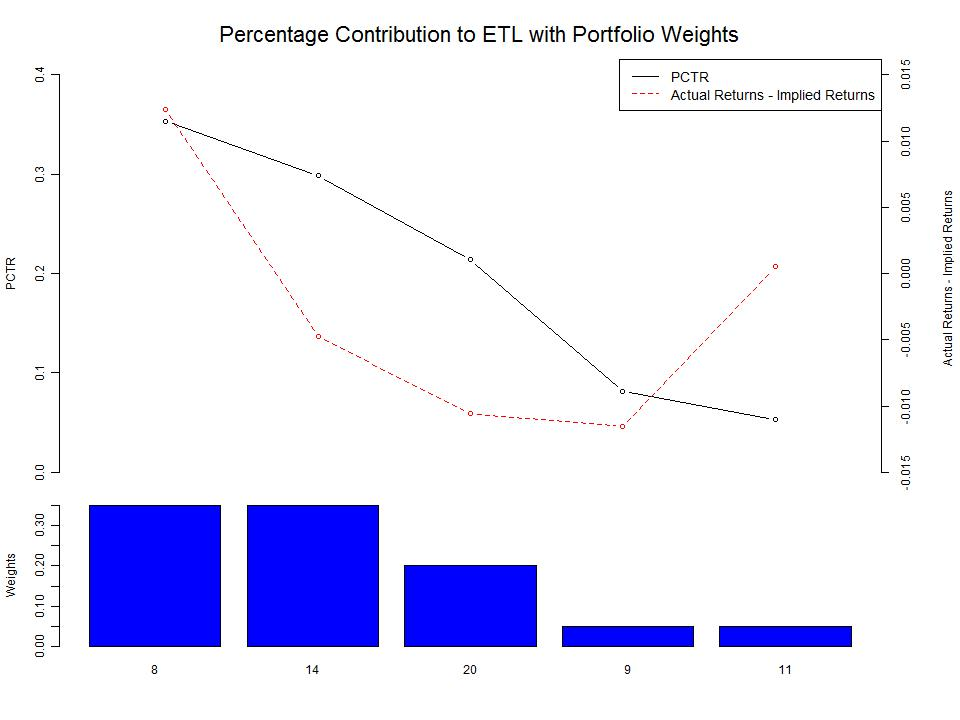 Percentage Contribution to ETL with Portfolio Weights
PCTR
Actual Returns - Implied Returns
0.4
0.3
0.2
0.1
0.0
PCTR
0.015
0.010
0.005
0.000
-0.005
-0.010
-0.015
Actual Returns - Implied Returns
0.30
0.20
0.10
0.00
Weights
8 14 20 9 11